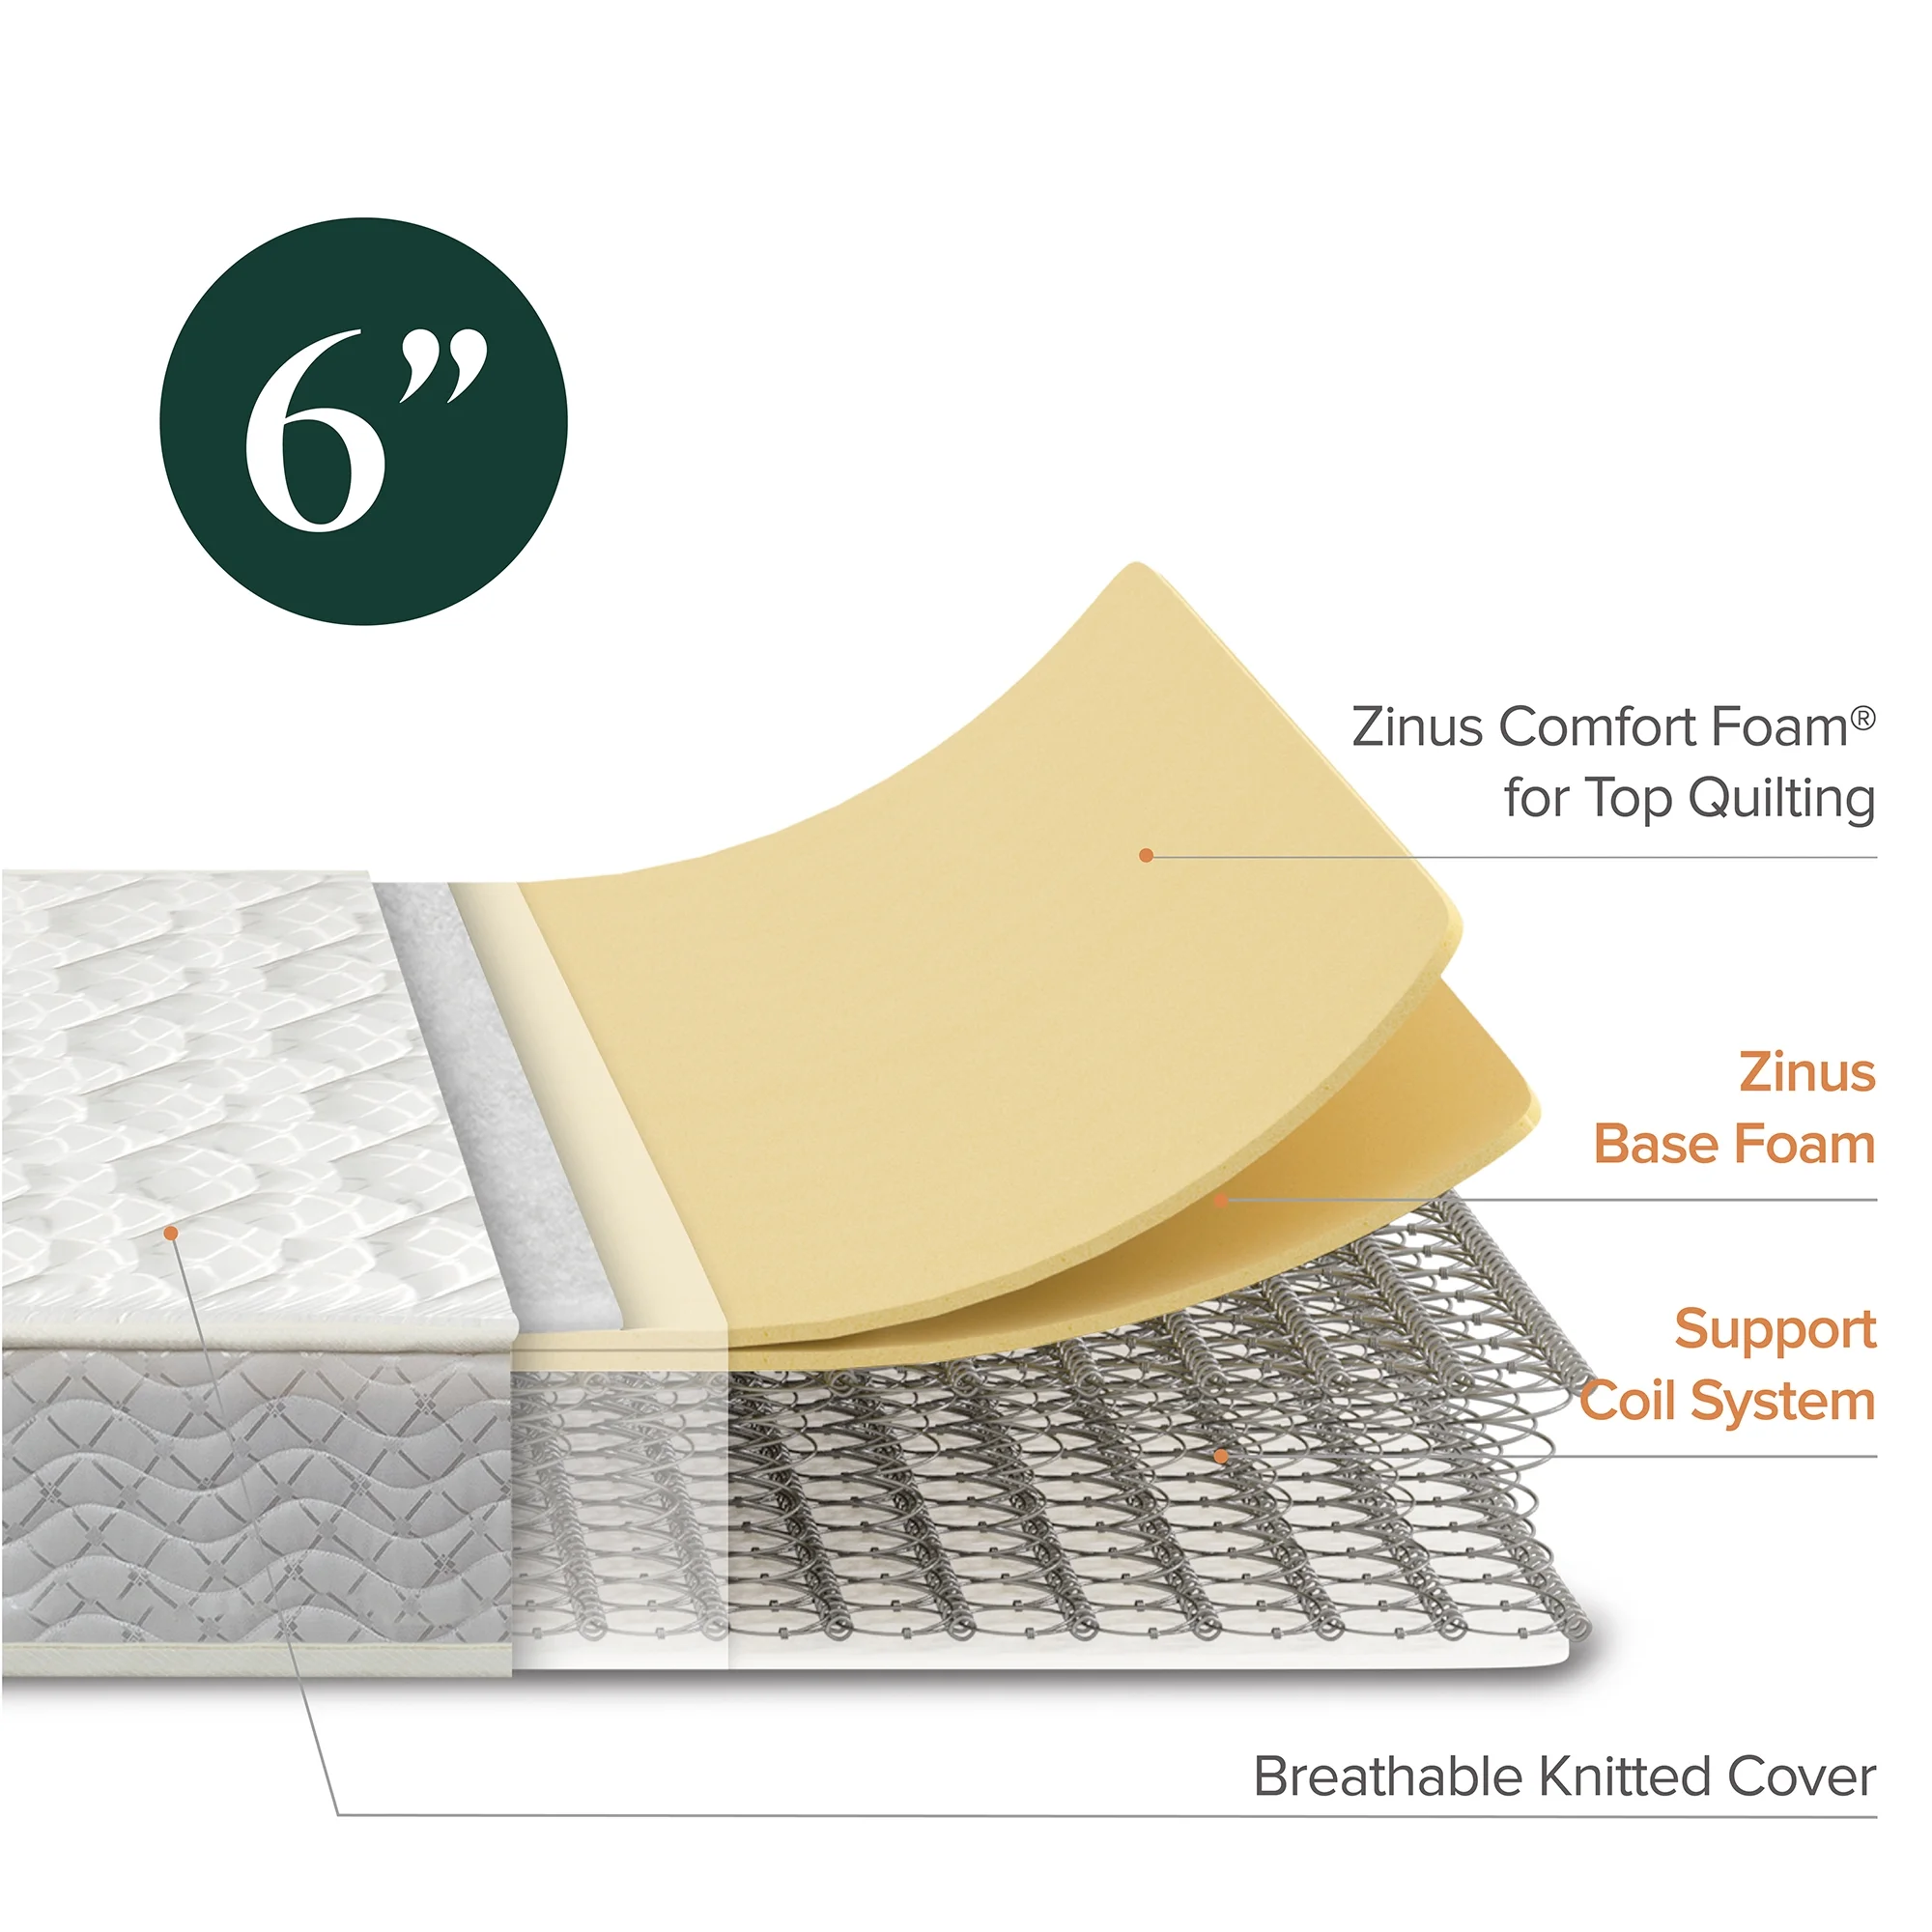 6”
Zinus Comfort Foam®
for Top Quilting
Zinus
Base Foam
Support
Coil System
Breathable Knitted Cover